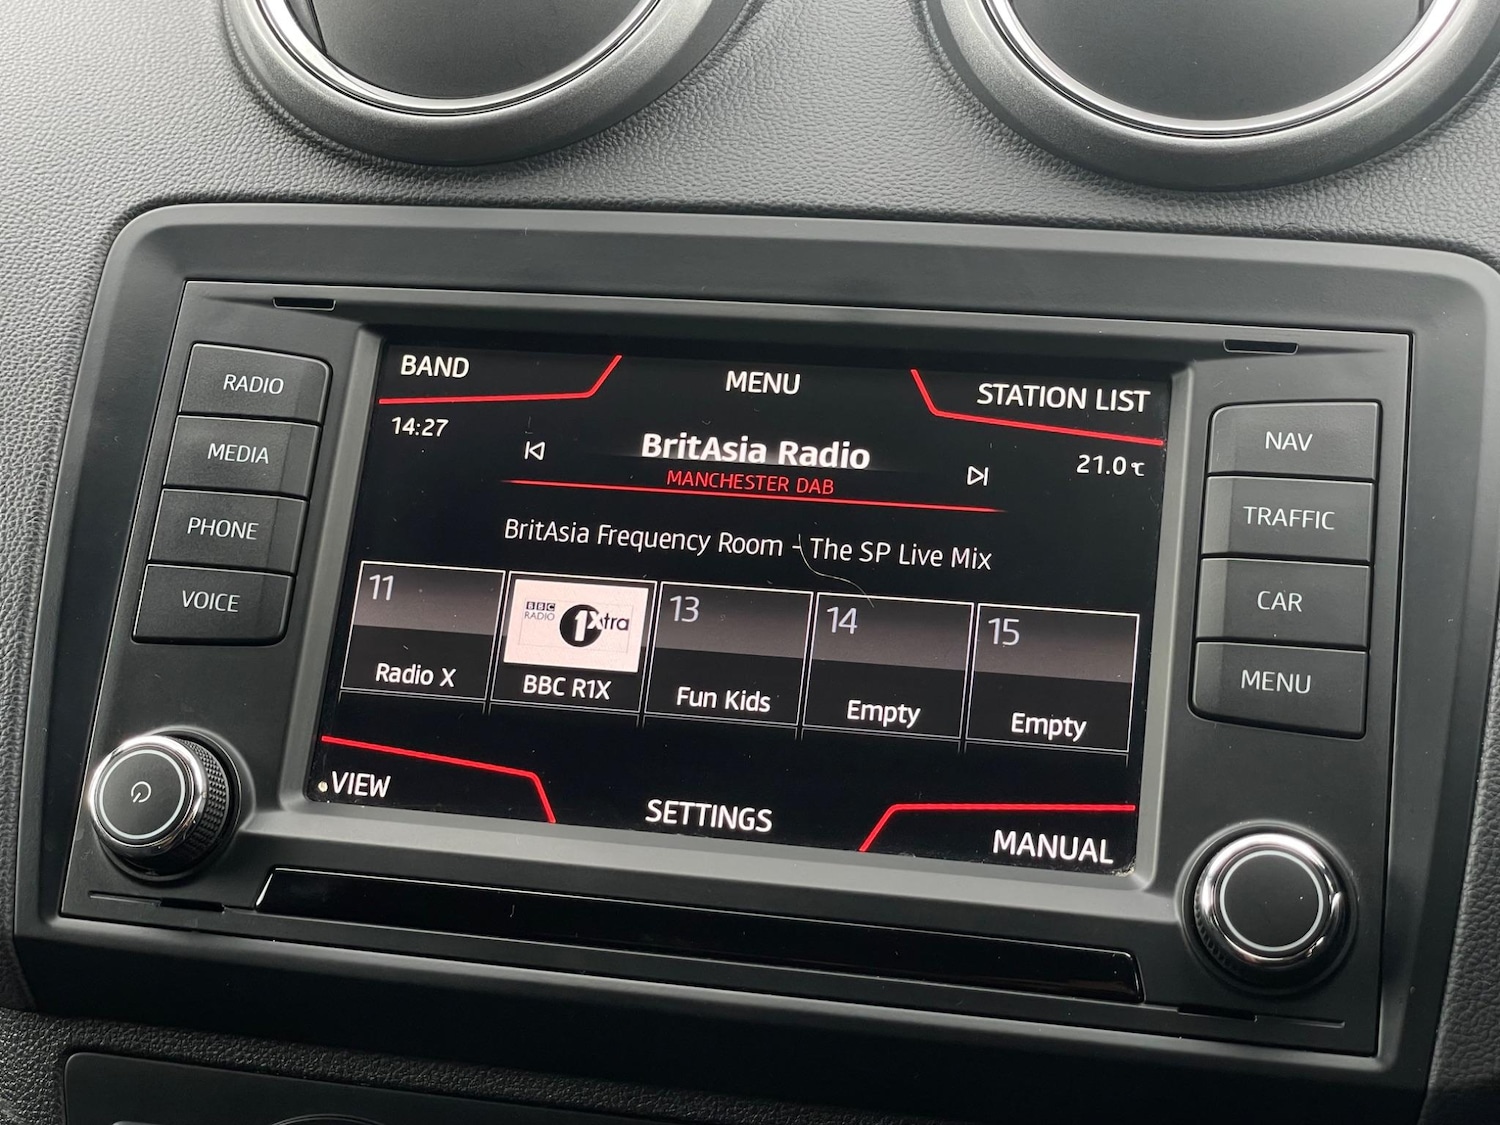 BAND
MENU
STATION LIST
14:27
BritAsia Radio
21.0℃
MANCHESTER DAB
BritAsia Frequency Room - The SP Live Mix
11
BBC
RADIO
1Xtra
13
14
15
Radio X
BBC R1X
Fun Kids
Empty
Empty
VIEW
SETTINGS
MANUAL
RADIO
MEDIA
PHONE
VOICE
NAV
TRAFFIC
CAR
MENU